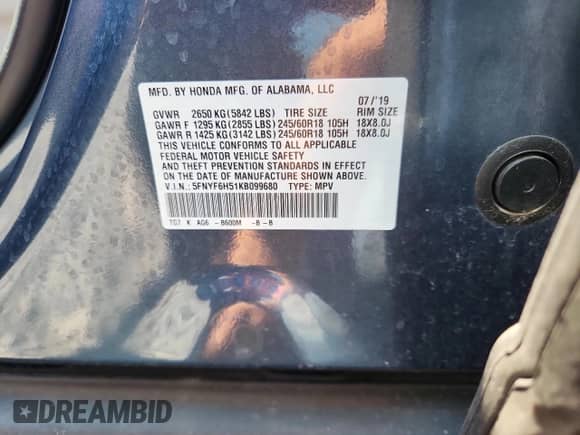 MFD. BY HONDA MFG. OF ALABAMA, LLC
07 / '19
GVWR 2650 KG (5842 LBS) TIRE SIZE RIM SIZE
GAWR F 1295 KG (2855 LBS) 245/60R18 105H 18X8.0J
GAWR R 1425 KG (3142 LBS) 245/60R18 105H 18X8.0J
THIS VEHICLE CONFORMS TO ALL APPLICABLE
FEDERAL MOTOR VEHICLE SAFETY
AND THEFT PREVENTION STANDARDS IN EFFECT
ON THE DATE OF MANUFACTURE SHOWN ABOVE.
V.I.N.: 5FNYF6H51KB099680 TYPE: MPV
TG7 K AG6 - B600M -B - B
DREAMBID